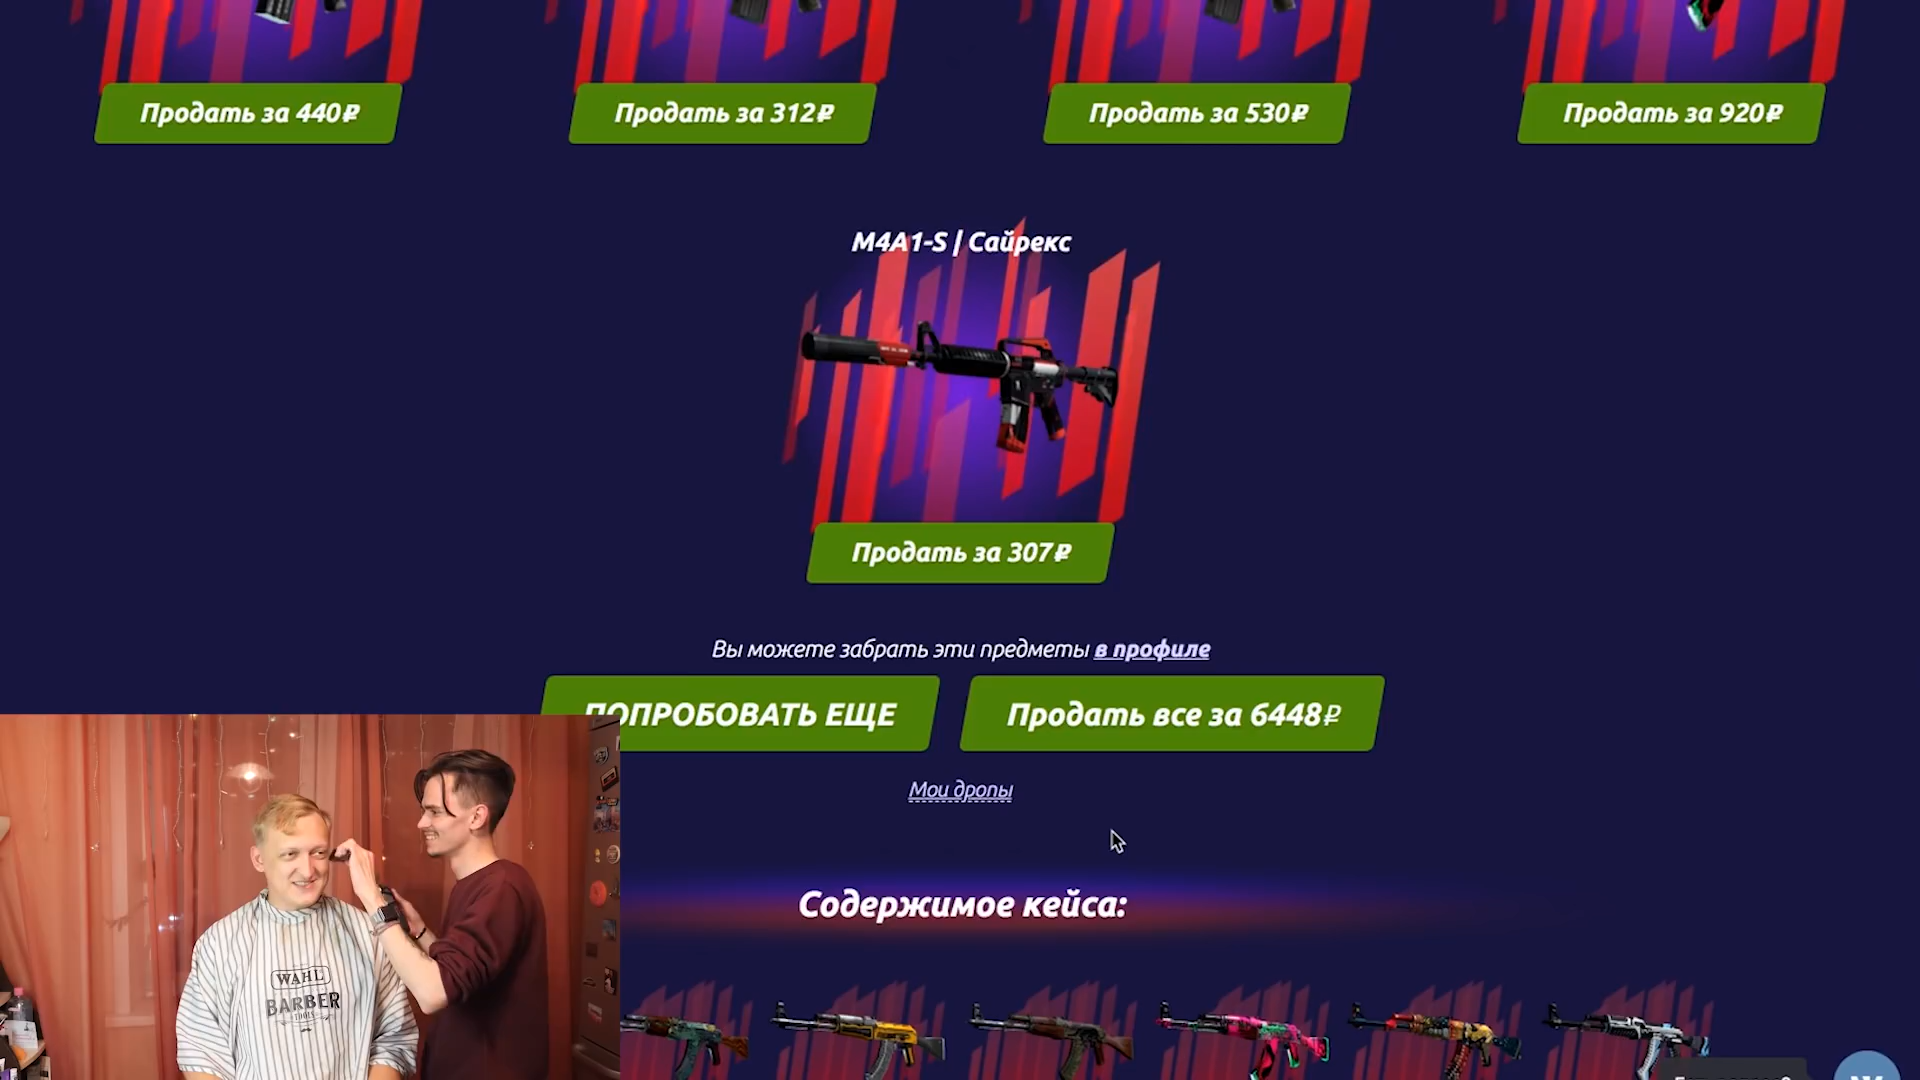 Продать за 440₽
Продать за 312₽
Продать за 530₽
Продать за 920₽
M4A1-S | Сайрекс
Продать за 307₽
Вы можете забрать эти предметы в профиле
ПОПРОБОВАТЬ ЕЩЕ
Продать все за 6448₽
Мои дропы
Содержимое кейса:
WAHL
BARBER
TOOLS